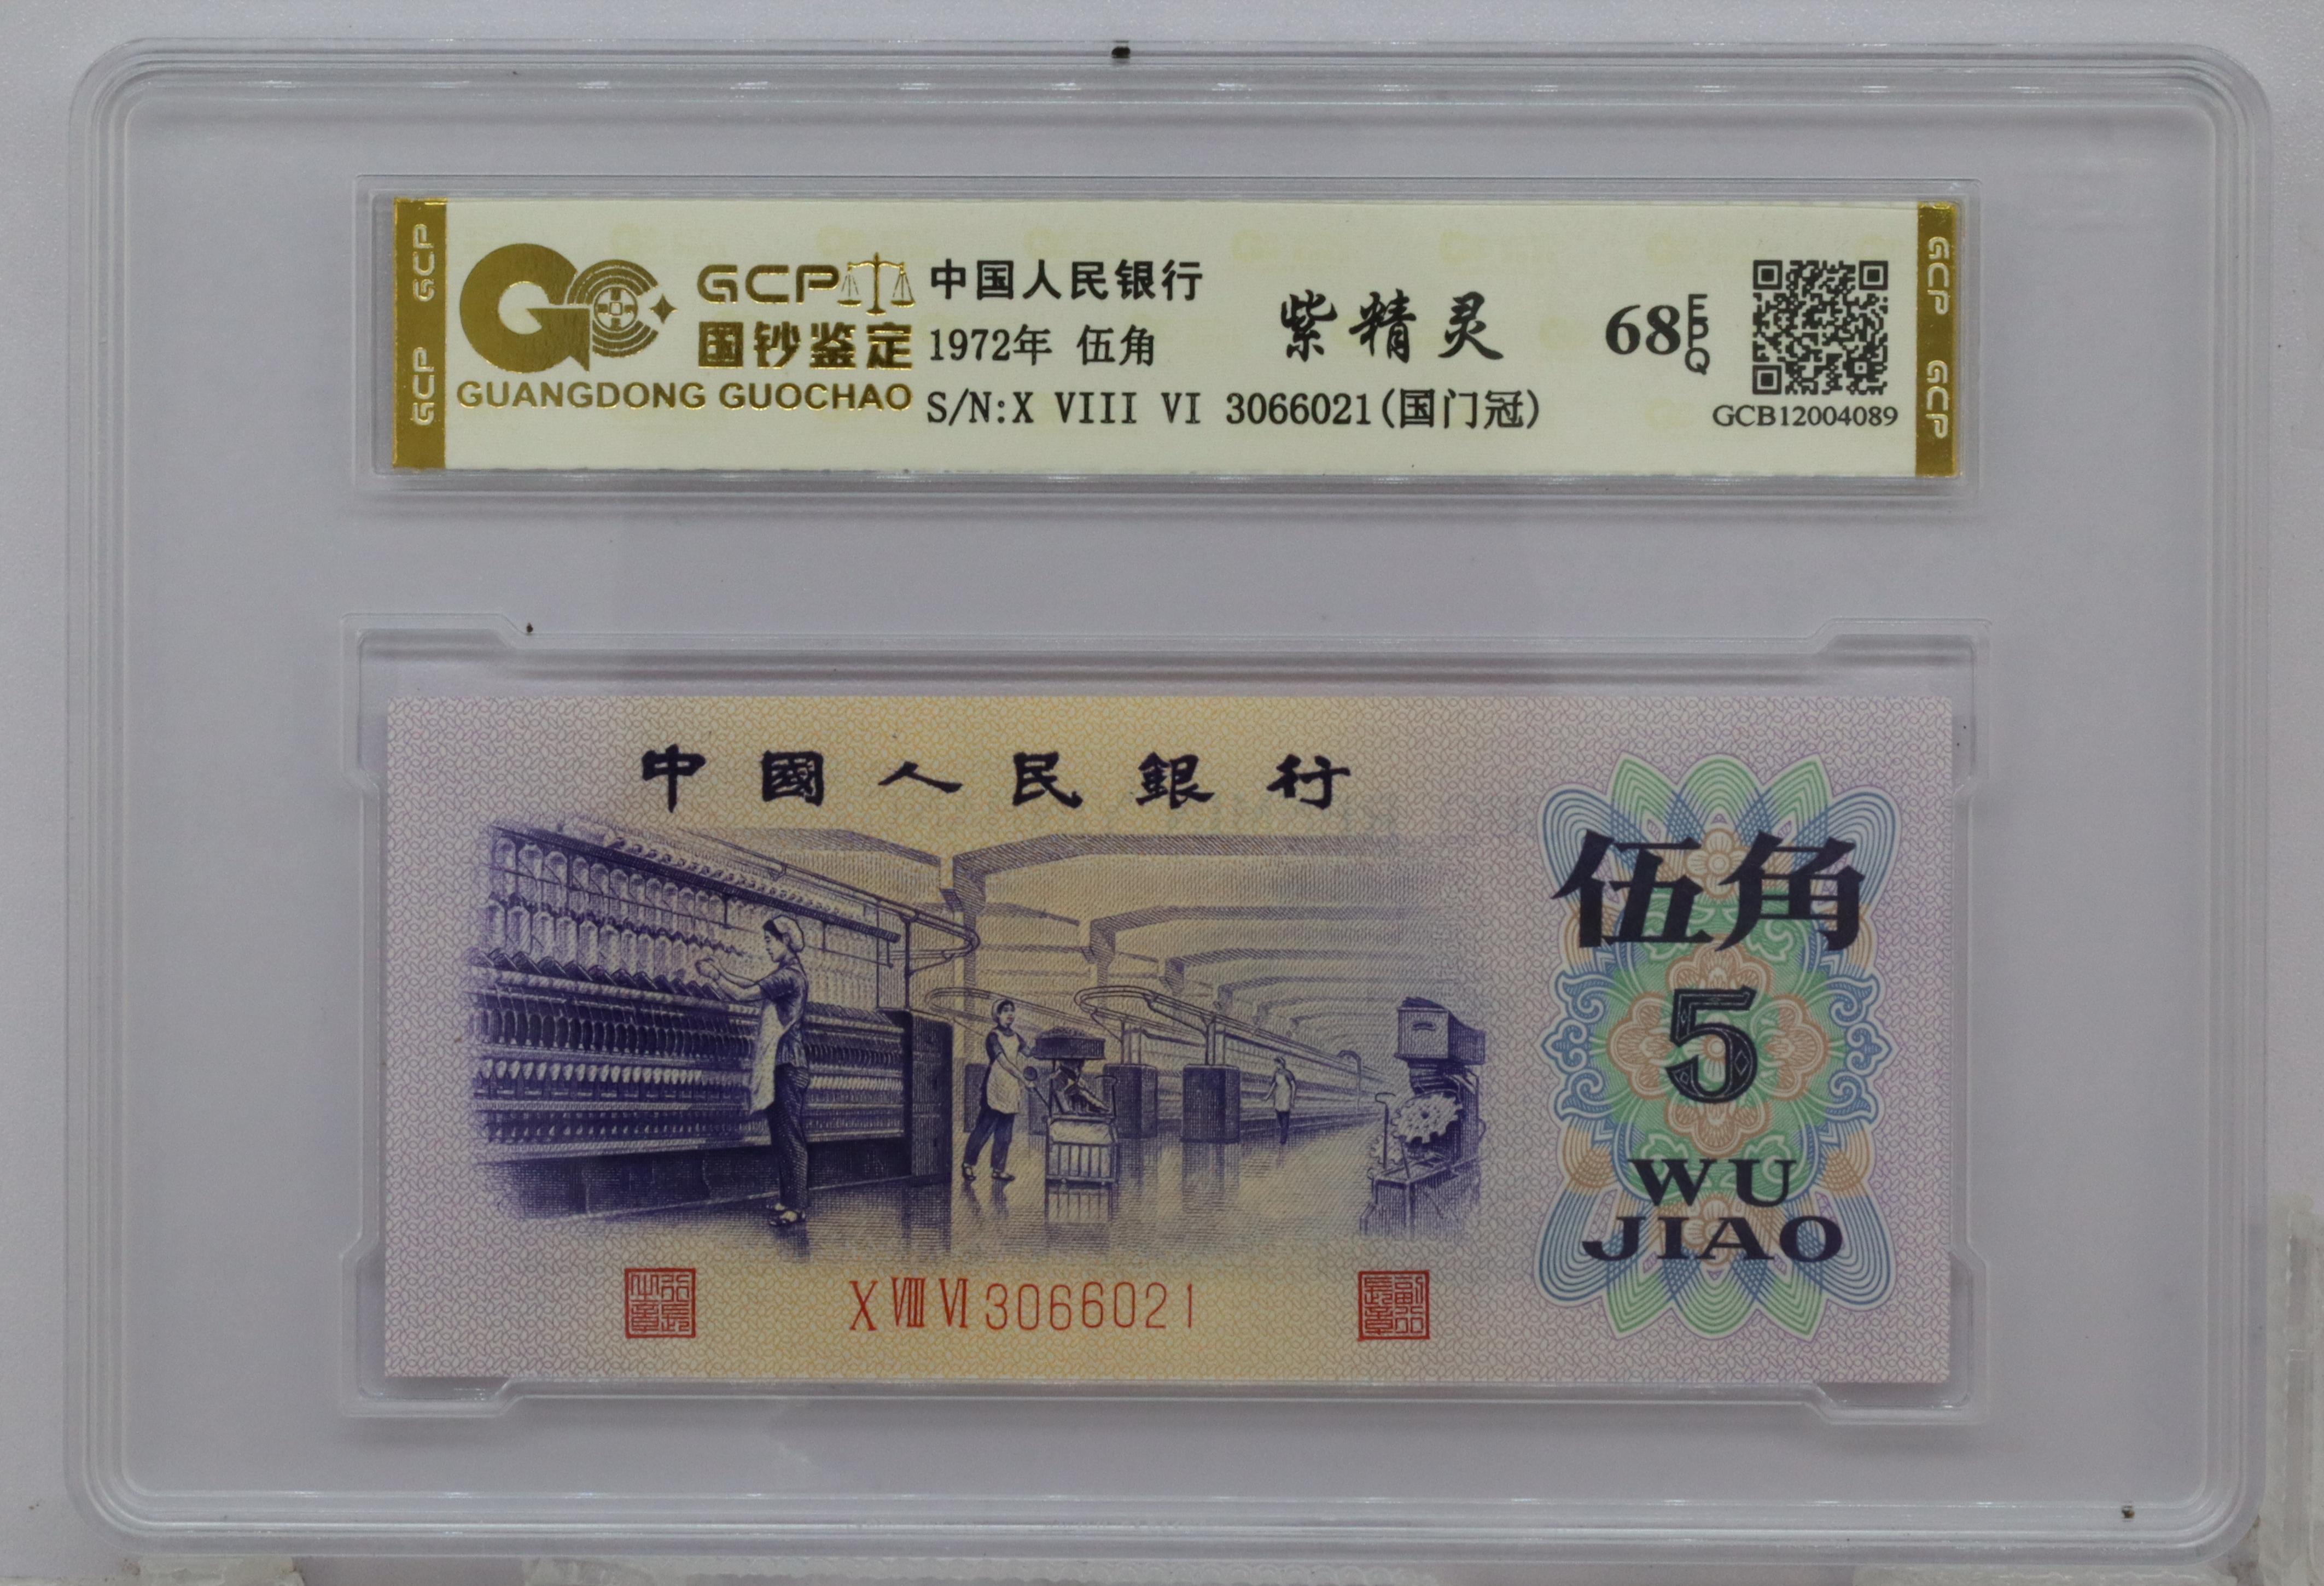 GCP
GCP
GCP
国钞鉴定
GUANGDONG GUOCHAO
中国人民银行
1972年 伍角
S/N:X VIII VI 3066021(国门冠)
紫精灵
68 EPQ
GCB12004089
GCP
GCP
中國人民銀行
伍角
5
WU
JIAO
X VIII VI 3066021